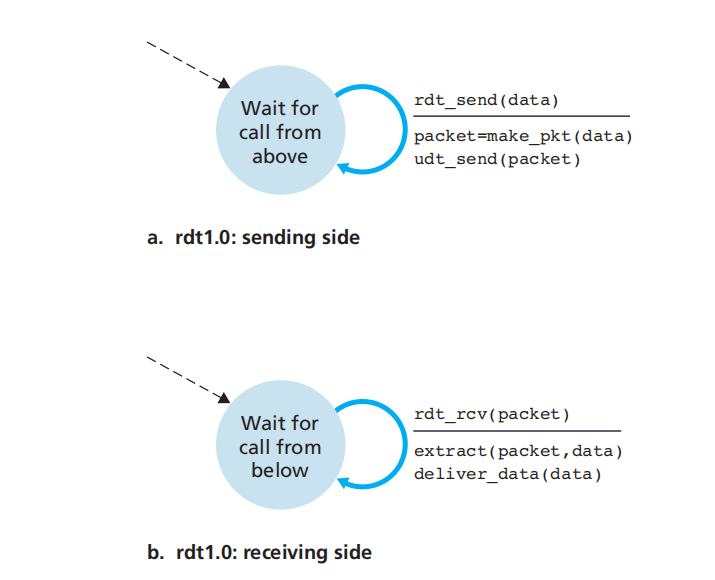 Wait for
call from
above
rdt_send(data)
packet=make_pkt(data)
udt_send(packet)
a. rdt1.0: sending side
Wait for
call from
below
rdt_rcv(packet)
extract(packet,data)
deliver_data(data)
b. rdt1.0: receiving side